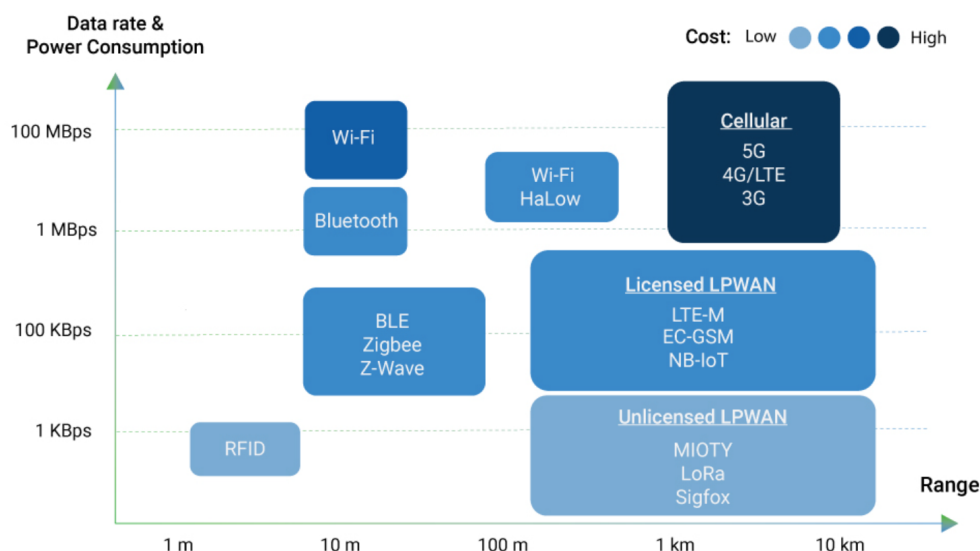 Data rate &
Power Consumption
Cost: Low High
100 MBps
Wi-Fi
Cellular
5G
4G/LTE
3G
Wi-Fi
HaLow
Bluetooth
1 MBps
Licensed LPWAN
LTE-M
EC-GSM
NB-IoT
BLE
Zigbee
Z-Wave
100 KBps
Unlicensed LPWAN
MIOTY
LoRa
Sigfox
1 KBps
RFID
Range
1 m 10 m 100 m 1 km 10 km